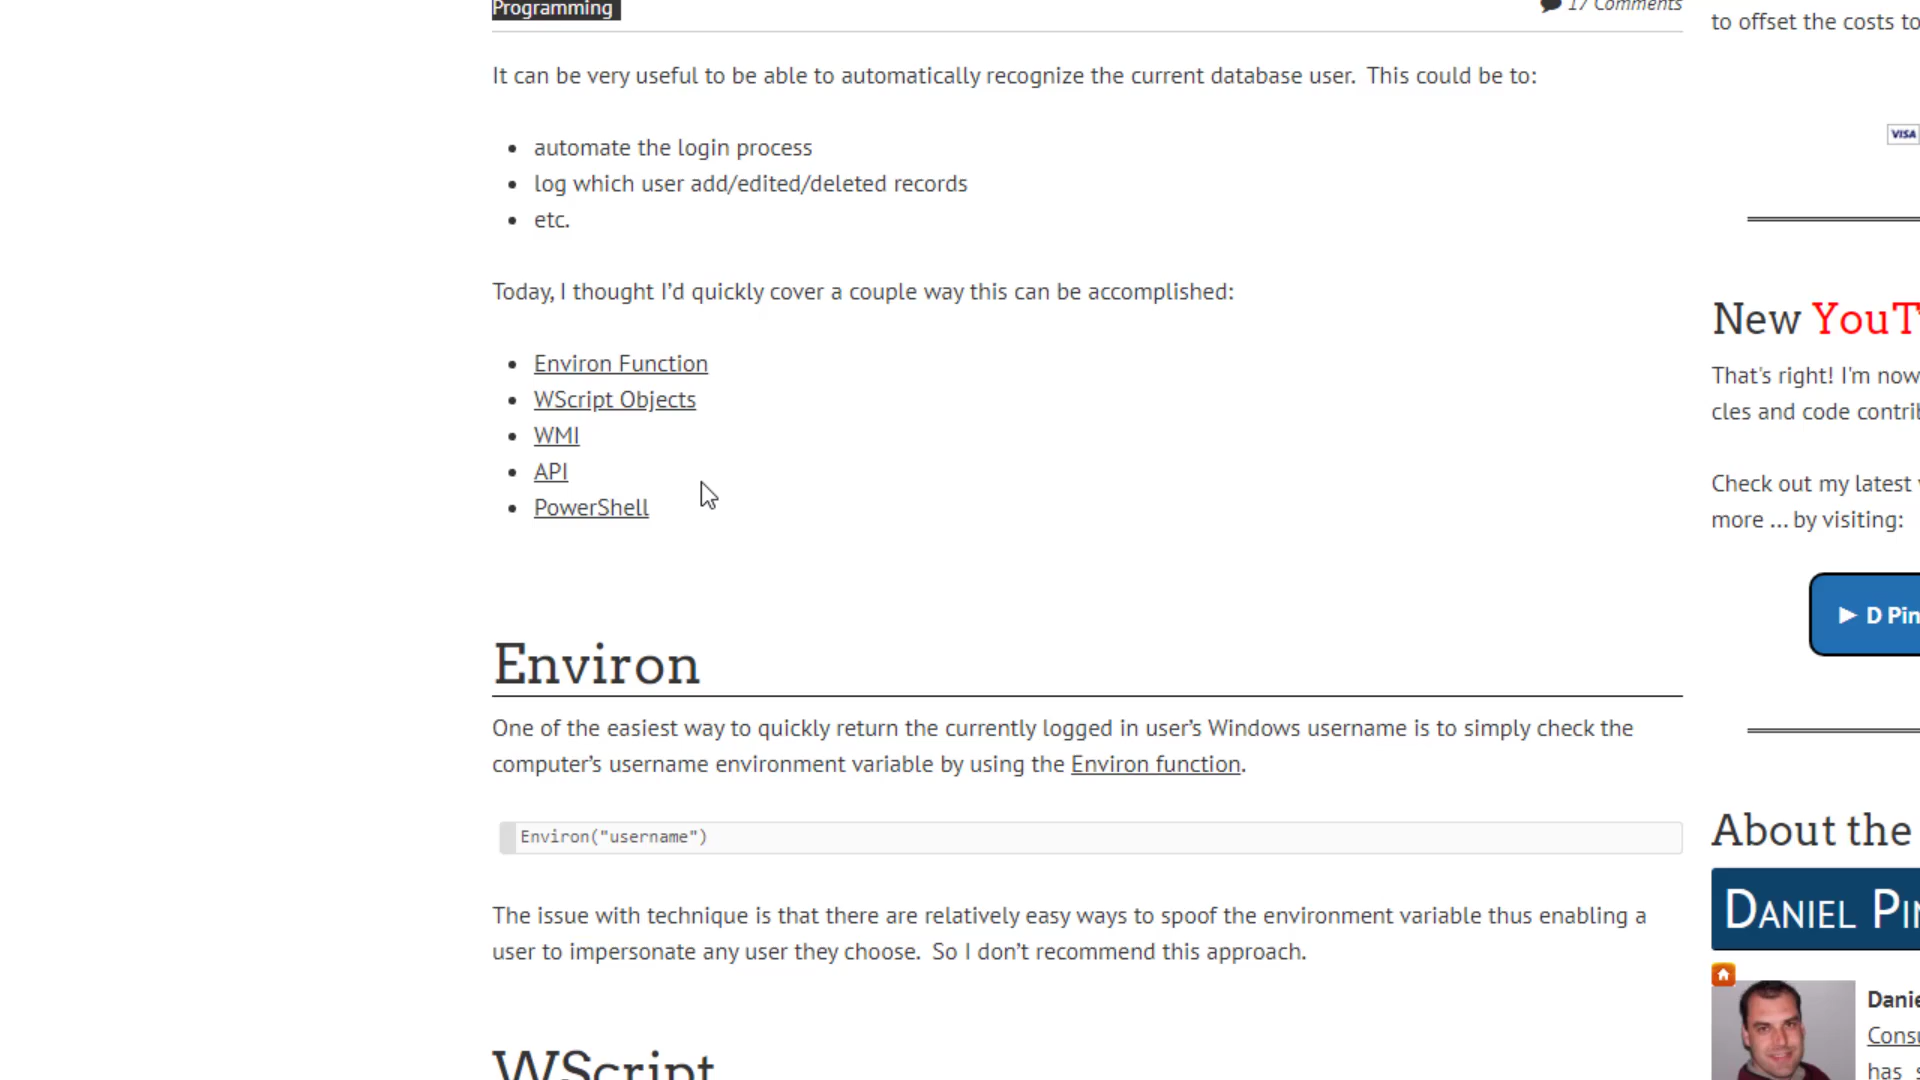 Programming
17 Comments
It can be very useful to be able to automatically recognize the current database user.  This could be to:
automate the login process
log which user add/edited/deleted records
etc.
Today, I thought I’d quickly cover a couple way this can be accomplished:
Environ Function
WScript Objects
WMI
API
PowerShell
Environ
One of the easiest way to quickly return the currently logged in user’s Windows username is to simply check the
computer’s username environment variable by using the Environ function.
Environ("username")
The issue with technique is that there are relatively easy ways to spoof the environment variable thus enabling a
user to impersonate any user they choose.  So I don’t recommend this approach.
WScript
to offset the costs to
VISA
New YouT
That's right! I'm now
cles and code contrib
Check out my latest
more ... by visiting:
► D Pin
About the
DANIEL PI
Danie
Consu
has